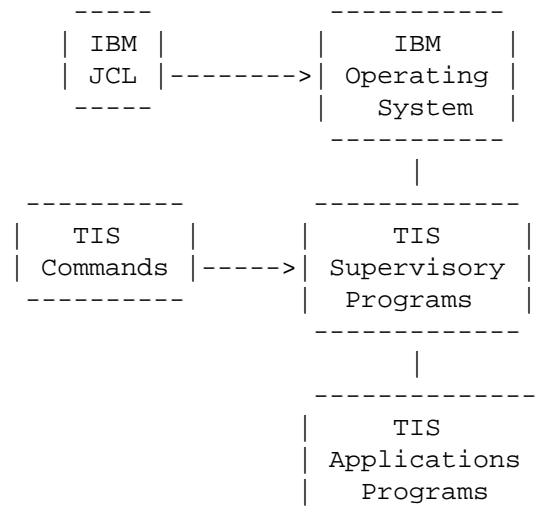 IBM IBM
JCL Operating
System
TIS TIS
Commands Supervisory
Programs
TIS
Applications
Programs